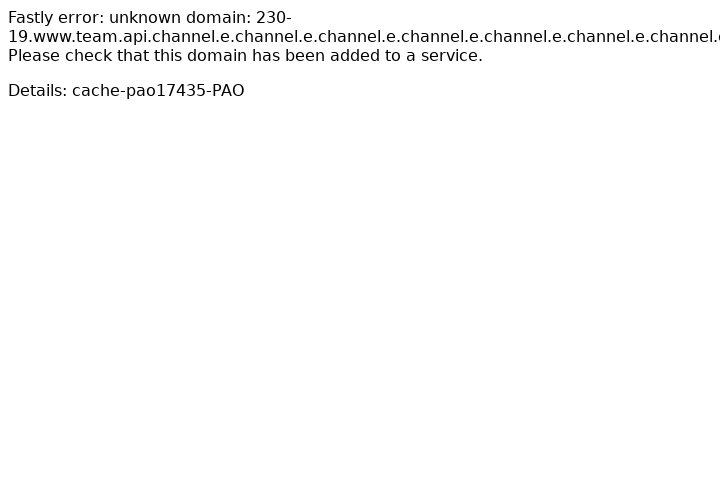 Fastly error: unknown domain: 230-
19.www.team.api.channel.e.channel.e.channel.e.channel.e.channel.e.channel.e.channel.
Please check that this domain has been added to a service.
Details: cache-pao17435-PAO